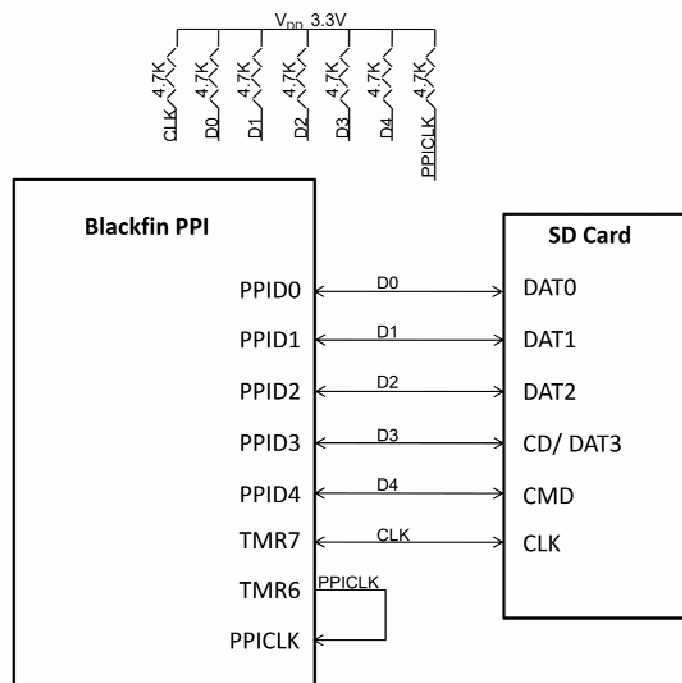 V_DD 3.3V
4.7K 4.7K 4.7K 4.7K 4.7K 4.7K 4.7K
CLK D0 D1 D2 D3 D4 PPICLK
Blackfin PPI
SD Card
PPID0 D0 DAT0
PPID1 D1 DAT1
PPID2 D2 DAT2
PPID3 D3 CD/ DAT3
PPID4 D4 CMD
TMR7 CLK CLK
TMR6 PPICLK
PPICLK